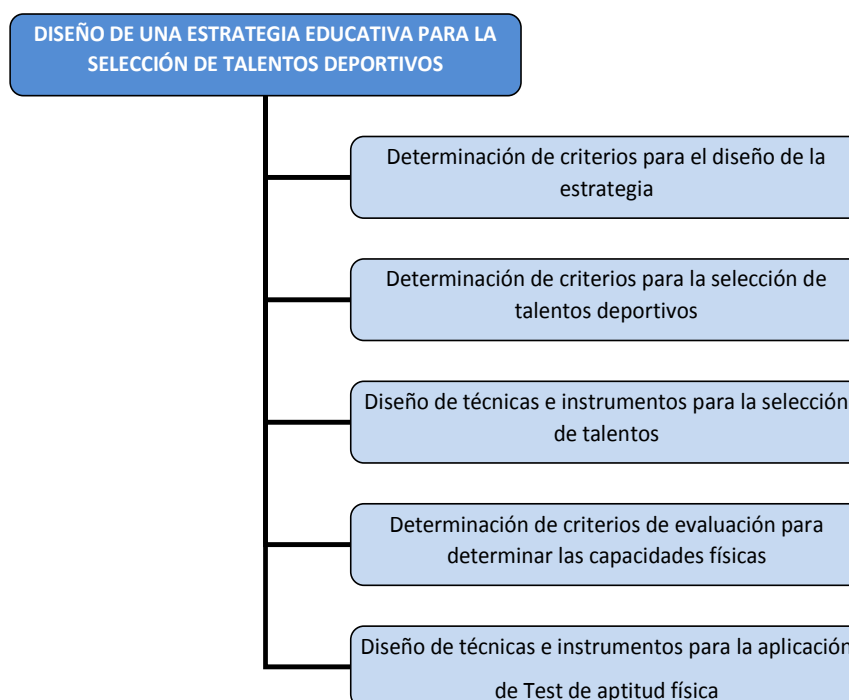 DISEÑO DE UNA ESTRATEGIA EDUCATIVA PARA LA
SELECCIÓN DE TALENTOS DEPORTIVOS
Determinación de criterios para el diseño de la
estrategia
Determinación de criterios para la selección de
talentos deportivos
Diseño de técnicas e instrumentos para la selección
de talentos
Determinación de criterios de evaluación para
determinar las capacidades físicas
Diseño de técnicas e instrumentos para la aplicación
de Test de aptitud física